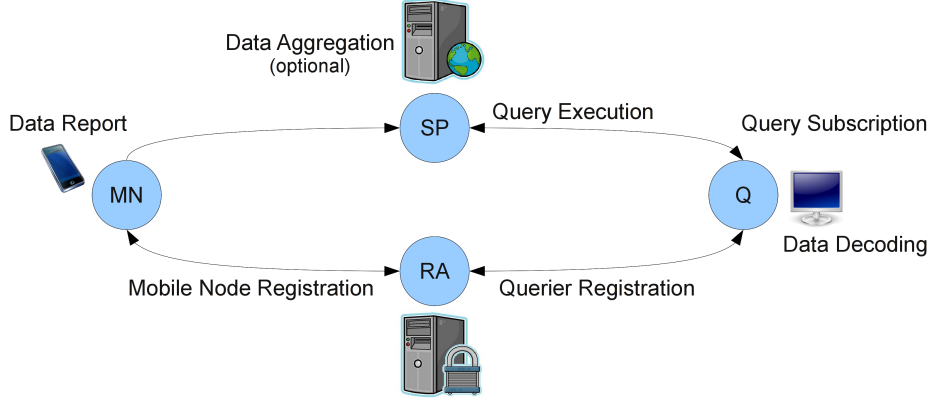 Data Aggregation
(optional)
Data Report
SP
Query Execution
Query Subscription
MN
Q
Data Decoding
RA
Mobile Node Registration
Querier Registration